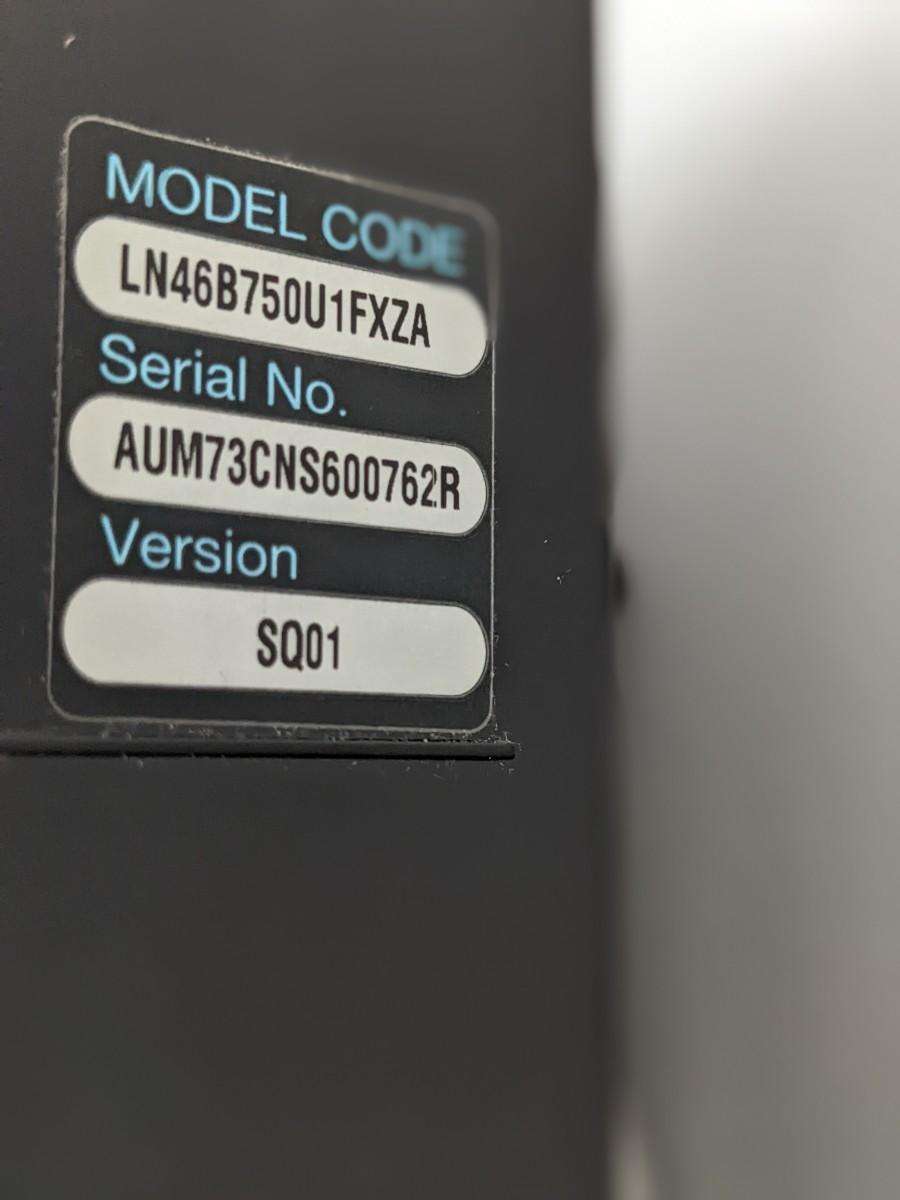 MODEL CODE
LN46B750U1FXZA
Serial No.
AUM73CNS600762R
Version
SQ01